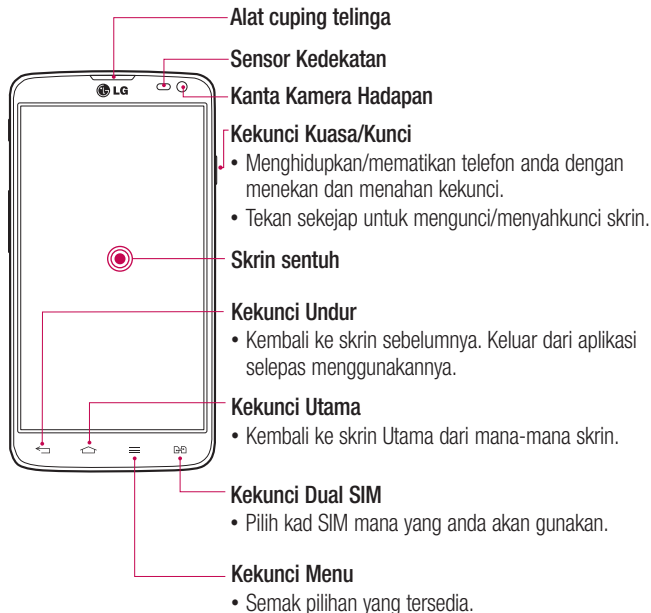 Alat cuping telinga
Sensor Kedekatan
LG
Kanta Kamera Hadapan
Kekunci Kuasa/Kunci
• Menghidupkan/mematikan telefon anda dengan
menekan dan menahan kekunci.
• Tekan sekejap untuk mengunci/menyahkunci skrin.
Skrin sentuh
Kekunci Undur
• Kembali ke skrin sebelumnya. Keluar dari aplikasi
selepas menggunakannya.
Kekunci Utama
• Kembali ke skrin Utama dari mana-mana skrin.
Kekunci Dual SIM
• Pilih kad SIM mana yang anda akan gunakan.
Kekunci Menu
• Semak pilihan yang tersedia.